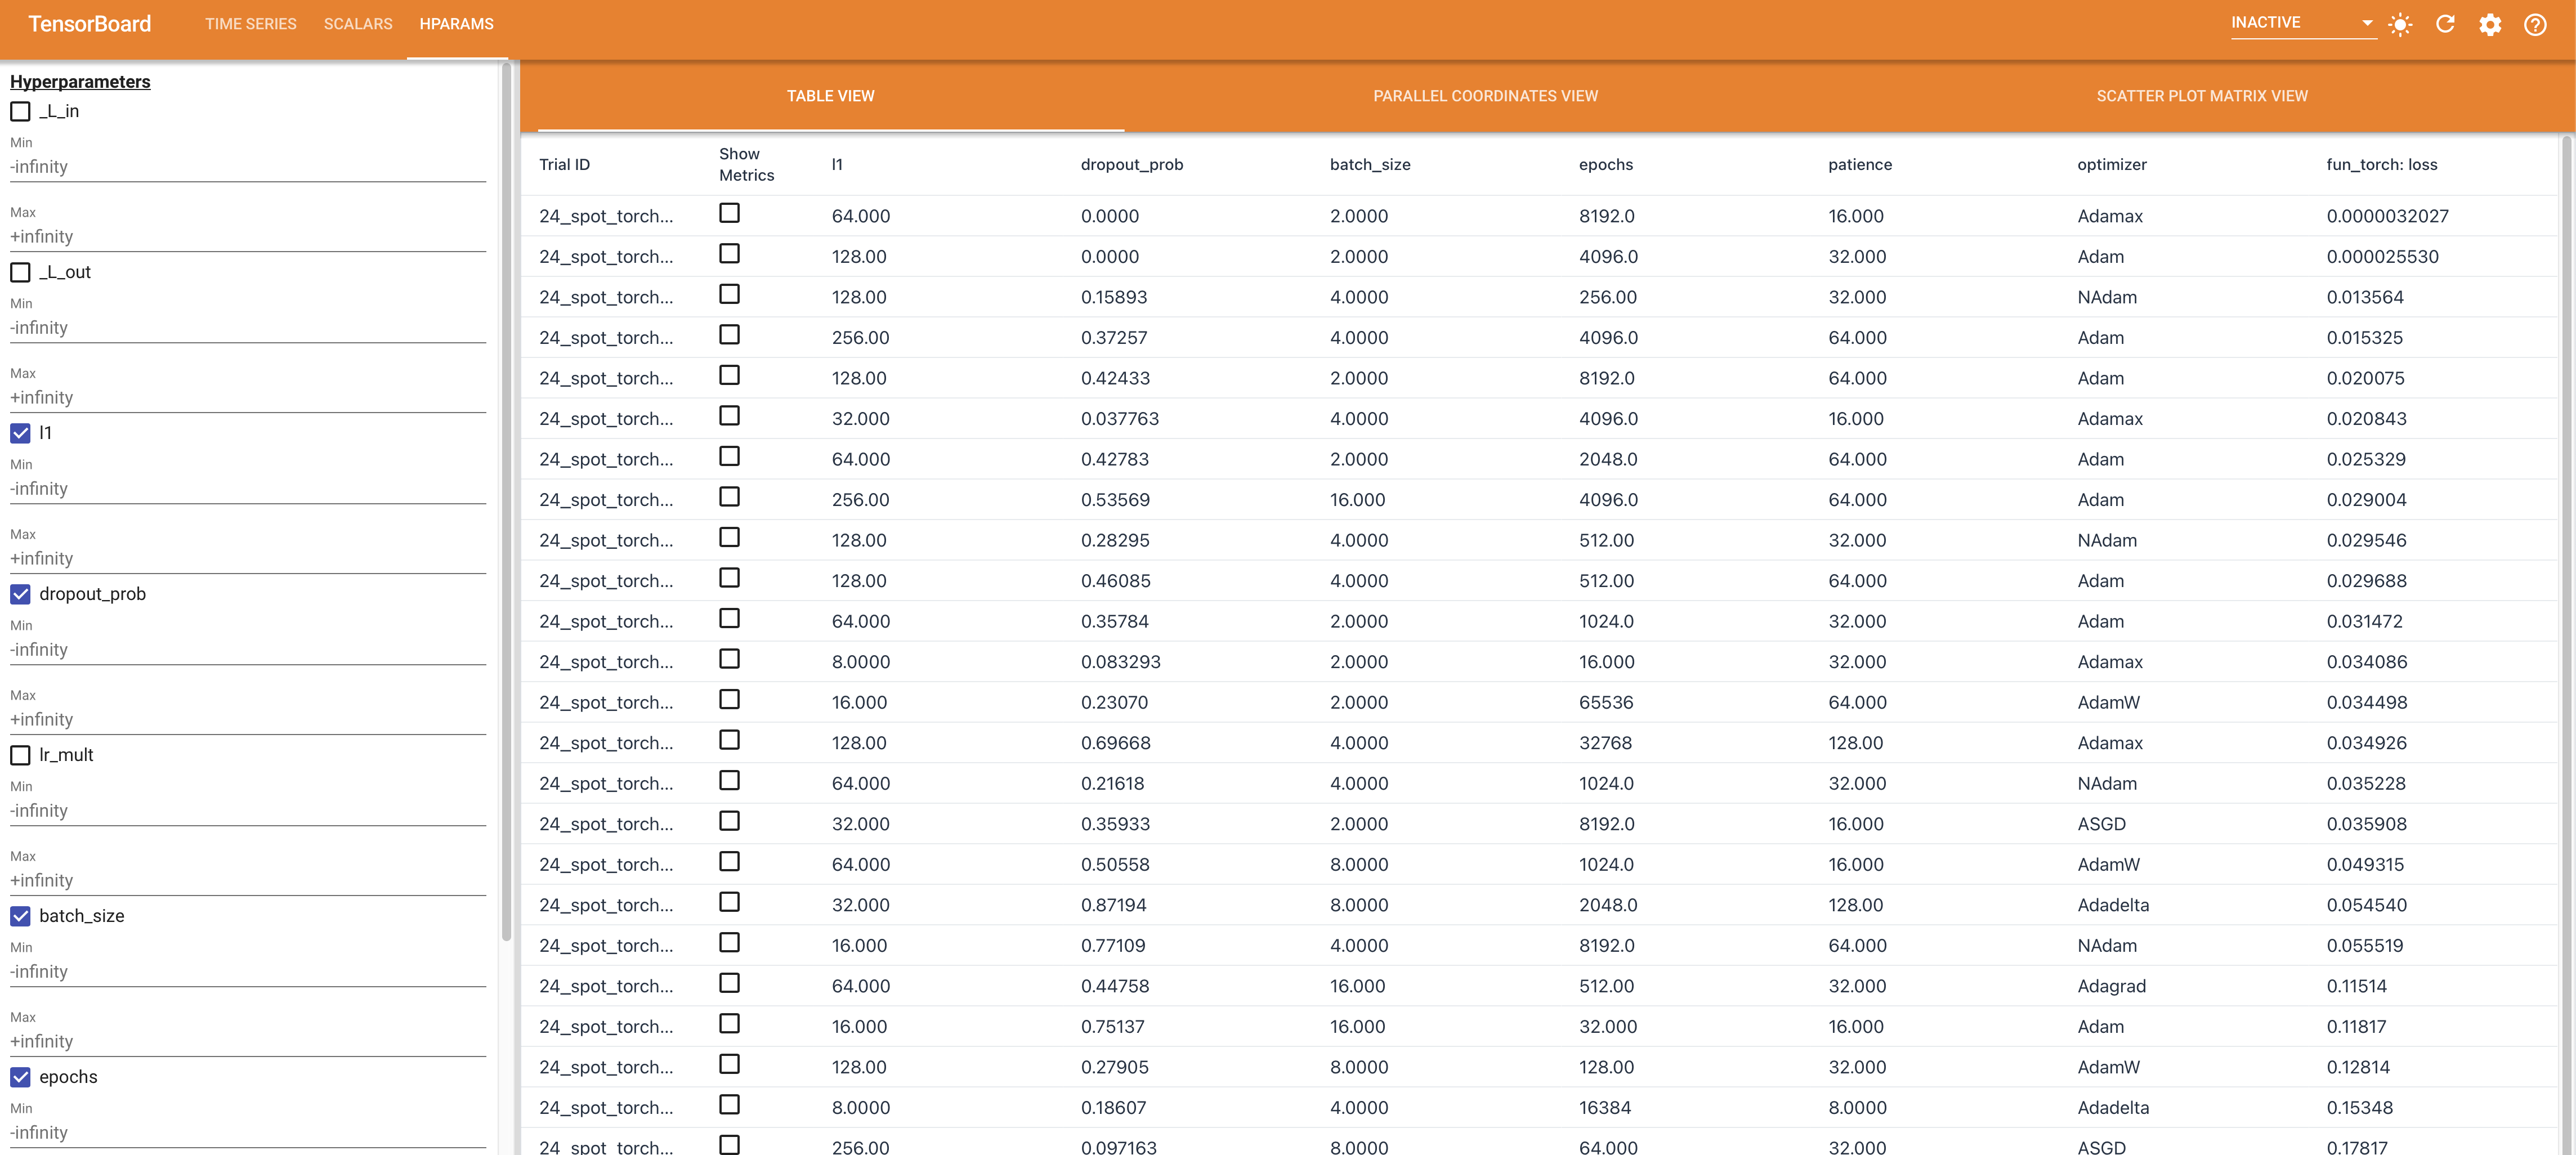 TensorBoard TIME SERIES SCALARS HPARAMS INACTIVE
Hyperparameters
_L_in
Min
-infinity
Max
+infinity
_L_out
Min
-infinity
Max
+infinity
l1
Min
-infinity
Max
+infinity
dropout_prob
Min
-infinity
Max
+infinity
lr_mult
Min
-infinity
Max
+infinity
batch_size
Min
-infinity
Max
+infinity
epochs
Min
-infinity
TABLE VIEW PARALLEL COORDINATES VIEW SCATTER PLOT MATRIX VIEW
Trial ID Show Metrics l1 dropout_prob batch_size epochs patience optimizer fun_torch: loss
24_spot_torch... 64.000 0.0000 2.0000 8192.0 16.000 Adamax 0.0000032027
24_spot_torch... 128.00 0.0000 2.0000 4096.0 32.000 Adam 0.000025530
24_spot_torch... 128.00 0.15893 4.0000 256.00 32.000 NAdam 0.013564
24_spot_torch... 256.00 0.37257 4.0000 4096.0 64.000 Adam 0.015325
24_spot_torch... 128.00 0.42433 2.0000 8192.0 64.000 Adam 0.020075
24_spot_torch... 32.000 0.037763 4.0000 4096.0 16.000 Adamax 0.020843
24_spot_torch... 64.000 0.42783 2.0000 2048.0 64.000 Adam 0.025329
24_spot_torch... 256.00 0.53569 16.000 4096.0 64.000 Adam 0.029004
24_spot_torch... 128.00 0.28295 4.0000 512.00 32.000 NAdam 0.029546
24_spot_torch... 128.00 0.46085 4.0000 512.00 64.000 Adam 0.029688
24_spot_torch... 64.000 0.35784 2.0000 1024.0 32.000 Adam 0.031472
24_spot_torch... 8.0000 0.083293 2.0000 16.000 32.000 Adamax 0.034086
24_spot_torch... 16.000 0.23070 2.0000 65536 64.000 AdamW 0.034498
24_spot_torch... 128.00 0.69668 4.0000 32768 128.00 Adamax 0.034926
24_spot_torch... 64.000 0.21618 4.0000 1024.0 32.000 NAdam 0.035228
24_spot_torch... 32.000 0.35933 2.0000 8192.0 16.000 ASGD 0.035908
24_spot_torch... 64.000 0.50558 8.0000 1024.0 16.000 AdamW 0.049315
24_spot_torch... 32.000 0.87194 8.0000 2048.0 128.00 Adadelta 0.054540
24_spot_torch... 16.000 0.77109 4.0000 8192.0 64.000 NAdam 0.055519
24_spot_torch... 64.000 0.44758 16.000 512.00 32.000 Adagrad 0.11514
24_spot_torch... 16.000 0.75137 16.000 32.000 16.000 Adam 0.11817
24_spot_torch... 128.00 0.27905 8.0000 128.00 32.000 AdamW 0.12814
24_spot_torch... 8.0000 0.18607 4.0000 16384 8.0000 Adadelta 0.15348
24_spot_torch... 256.00 0.097163 8.0000 64.000 32.000 ASGD 0.17817